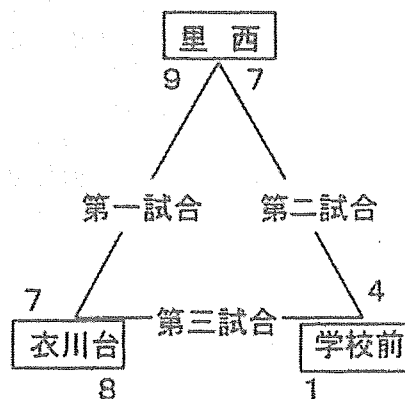 里西
9 7
第一試合 第二試合
7 4
第三試合
衣川台 学校前
8 1